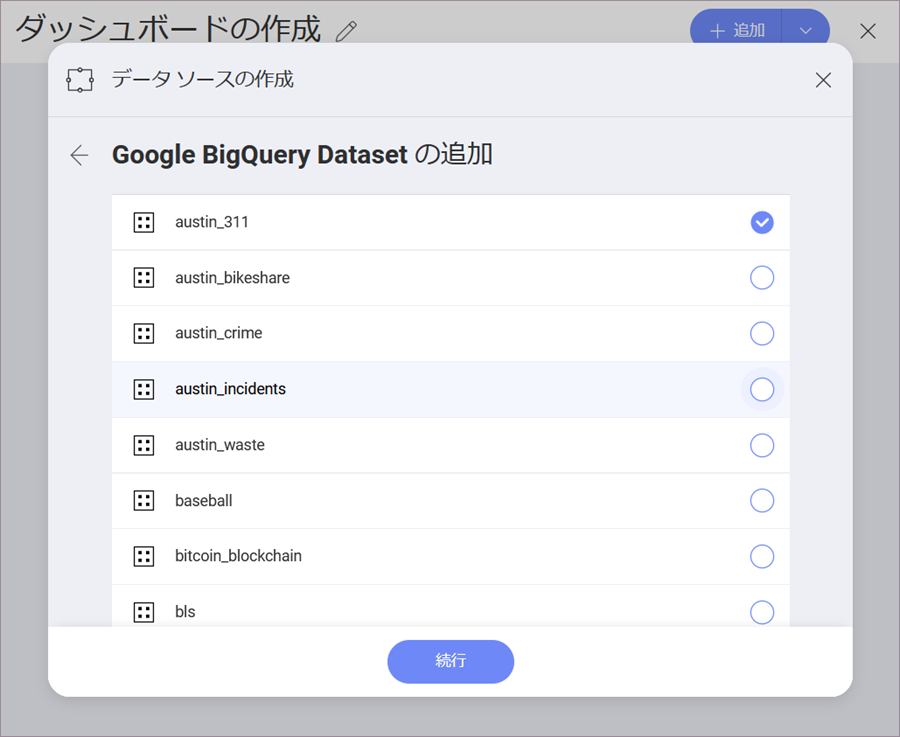 ダッシュボードの作成
追加
データ ソースの作成
Google BigQuery Dataset の追加
austin_311
austin_bikeshare
austin_crime
austin_incidents
austin_waste
baseball
bitcoin_blockchain
bls
続行